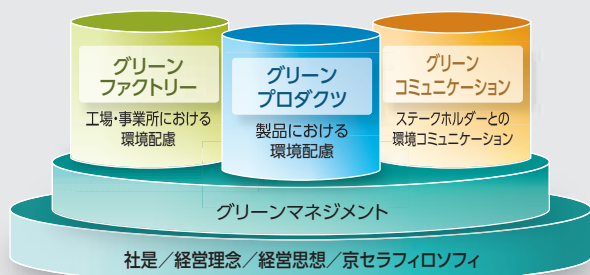 グリーン
ファクトリー
工場・事業所における
環境配慮
グリーン
プロダクツ
製品における
環境配慮
グリーン
コミュニケーション
ステークホルダーとの
環境コミュニケーション
グリーンマネジメント
社是／経営理念／経営思想／京セラフィロソフィ